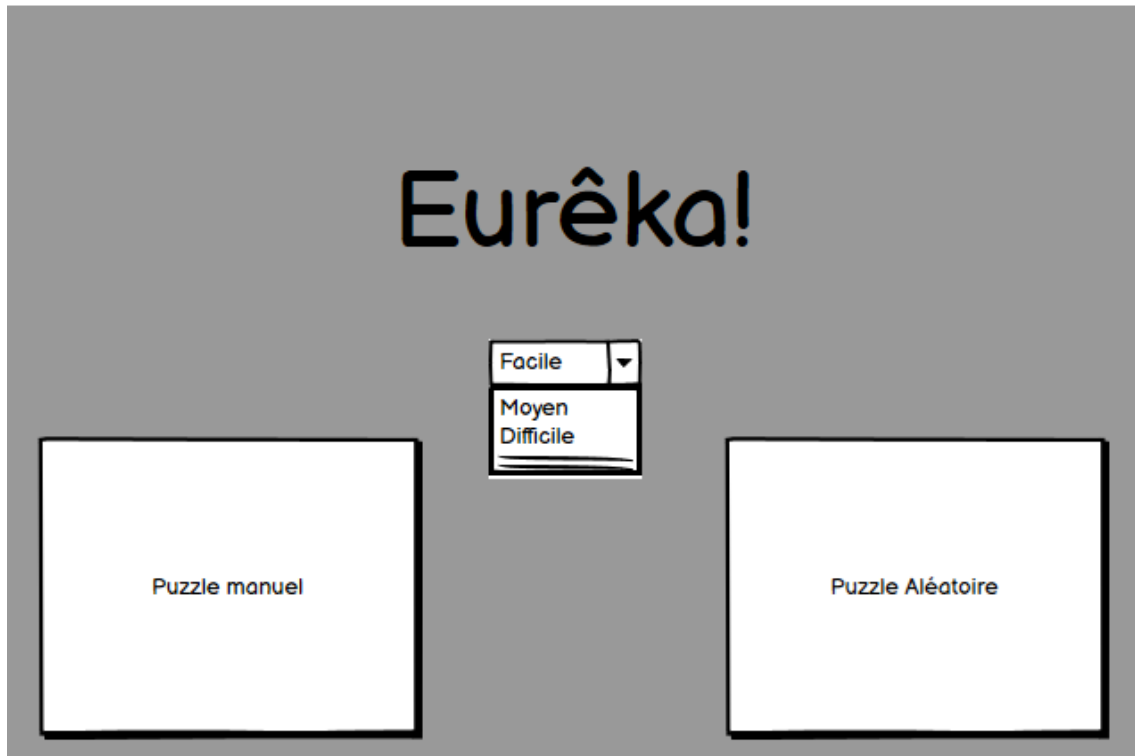 Eurêka!
Facile
Moyen
Difficile
Puzzle manuel
Puzzle Aléatoire